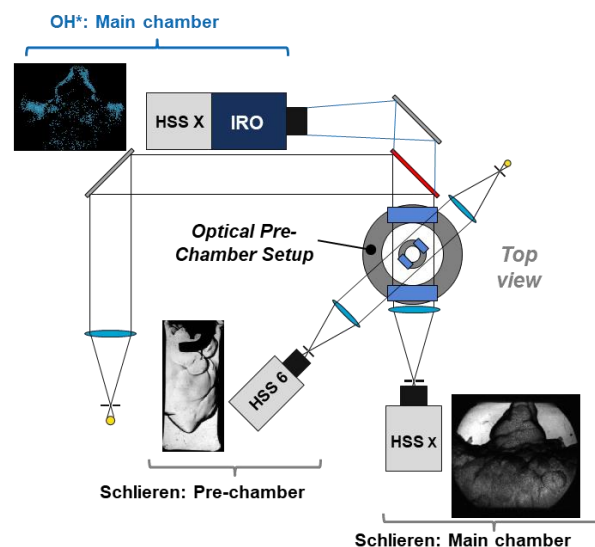 OH*: Main chamber
HSS X
IRO
Optical Pre-
Chamber Setup
Top
view
HSS 6
HSS x
Schlieren: Pre-chamber
Schlieren: Main chamber